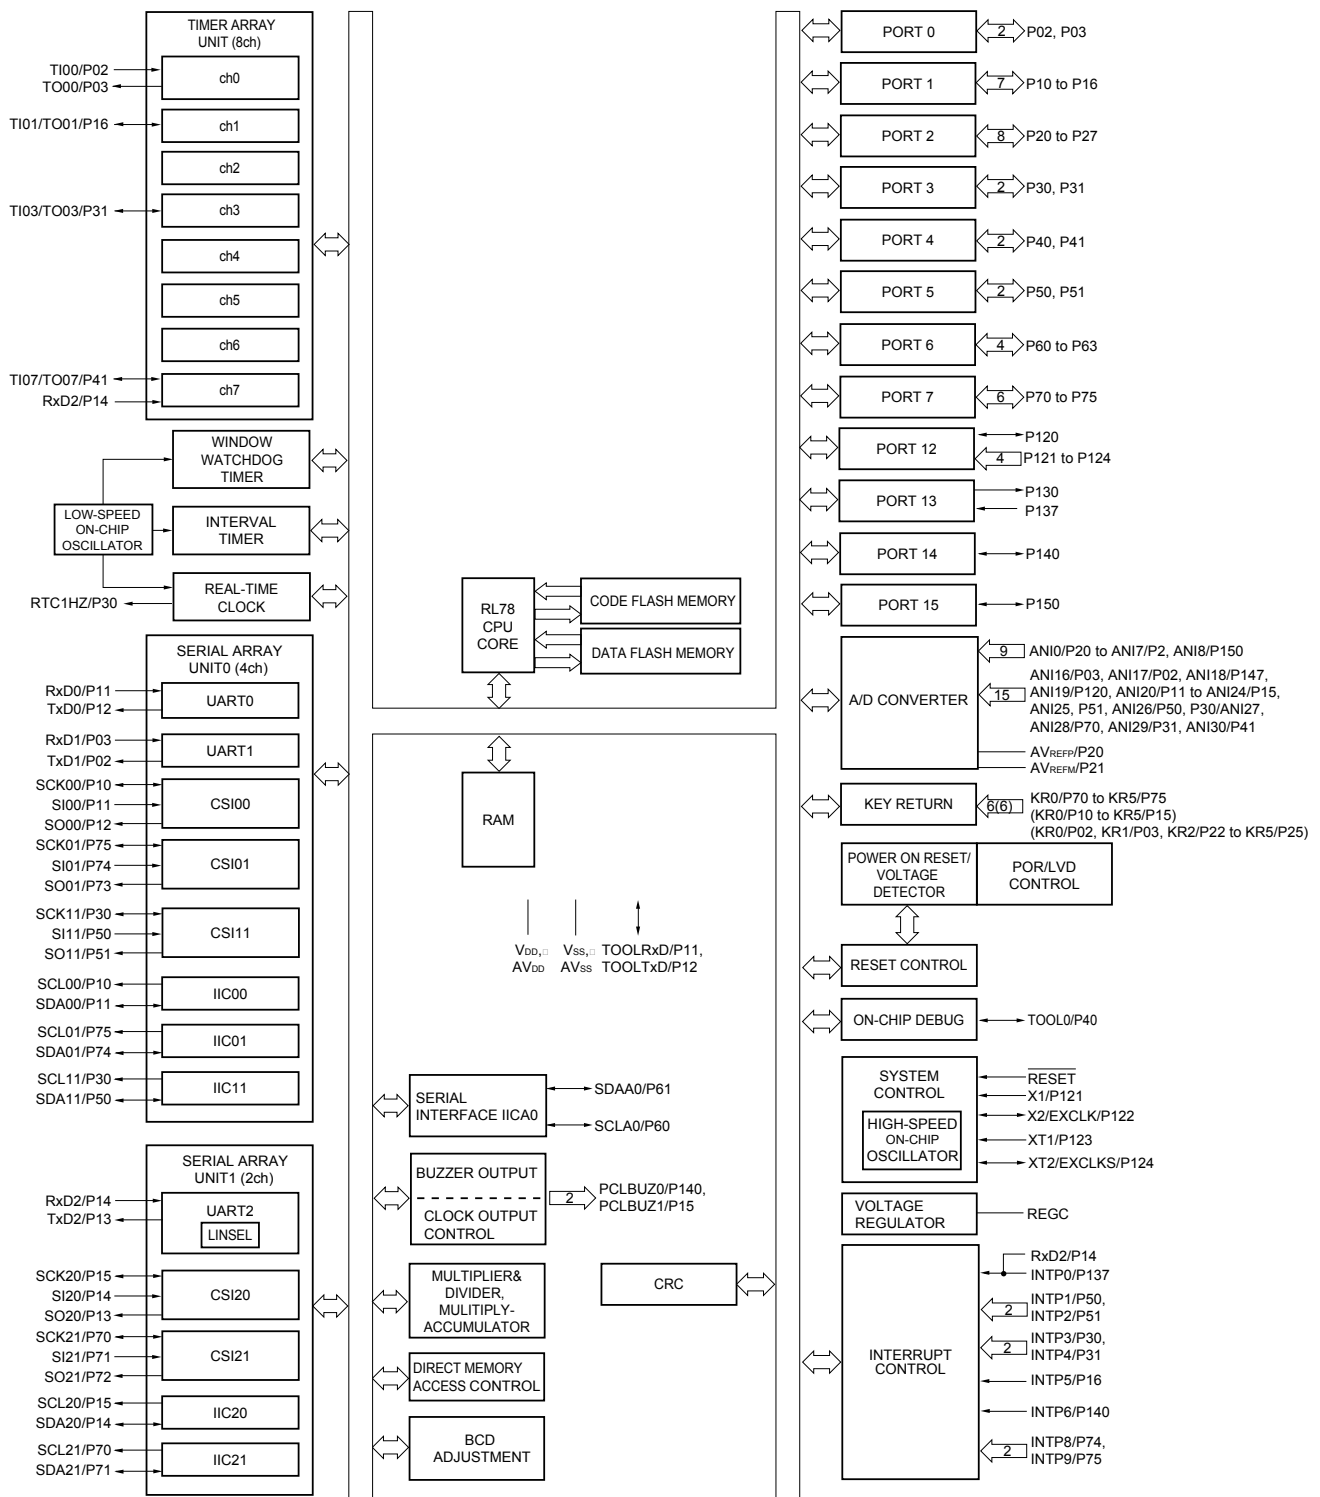 TIMER ARRAY
UNIT (8ch)
TI00/P02
TO00/P03
ch0
TI01/TO01/P16
ch1
ch2
TI03/TO03/P31
ch3
ch4
ch5
ch6
TI07/TO07/P41
RxD2/P14
ch7
WINDOW
WATCHDOG
TIMER
LOW-SPEED
ON-CHIP
OSCILLATOR
INTERVAL
TIMER
RTC1HZ/P30
REAL-TIME
CLOCK
SERIAL ARRAY
UNIT0 (4ch)
RxD0/P11
TxD0/P12
UART0
RxD1/P03
TxD1/P02
UART1
SCK00/P10
SI00/P11
SO00/P12
CSI00
SCK01/P75
SI01/P74
SO01/P73
CSI01
SCK11/P30
SI11/P50
SO11/P51
CSI11
SCL00/P10
SDA00/P11
IIC00
SCL01/P75
SDA01/P74
IIC01
SCL11/P30
SDA11/P50
IIC11
SERIAL ARRAY
UNIT1 (2ch)
RxD2/P14
TxD2/P13
UART2
LINSEL
SCK20/P15
SI20/P14
SO20/P13
CSI20
SCK21/P70
SI21/P71
SO21/P72
CSI21
SCL20/P15
SDA20/P14
IIC20
SCL21/P70
SDA21/P71
IIC21
RL78
CPU
CORE
CODE FLASH MEMORY
DATA FLASH MEMORY
RAM
VDD,□
AVDD
VSS,□
AVSS
TOOLRxD/P11,
TOOLTxD/P12
SERIAL
INTERFACE IICA0
SDAA0/P61
SCLA0/P60
BUZZER OUTPUT
CLOCK OUTPUT
CONTROL
2
PCLBUZ0/P140,
PCLBUZ1/P15
MULTIPLIER&
DIVIDER,
MULITIPLY-
ACCUMULATOR
CRC
DIRECT MEMORY
ACCESS CONTROL
BCD
ADJUSTMENT
PORT 0
2
P02, P03
PORT 1
7
P10 to P16
PORT 2
8
P20 to P27
PORT 3
2
P30, P31
PORT 4
2
P40, P41
PORT 5
2
P50, P51
PORT 6
4
P60 to P63
PORT 7
6
P70 to P75
PORT 12
P120
4
P121 to P124
PORT 13
P130
P137
PORT 14
P140
PORT 15
P150
A/D CONVERTER
9
ANI0/P20 to ANI7/P2, ANI8/P150
15
ANI16/P03, ANI17/P02, ANI18/P147,
ANI19/P120, ANI20/P11 to ANI24/P15,
ANI25, P51, ANI26/P50, P30/ANI27,
ANI28/P70, ANI29/P31, ANI30/P41
AVREFP/P20
AVREFM/P21
KEY RETURN
6(6)
KR0/P70 to KR5/P75
(KR0/P10 to KR5/P15)
(KR0/P02, KR1/P03, KR2/P22 to KR5/P25)
POWER ON RESET/
VOLTAGE
DETECTOR
POR/LVD
CONTROL
RESET CONTROL
ON-CHIP DEBUG
TOOL0/P40
SYSTEM
CONTROL
HIGH-SPEED
ON-CHIP
OSCILLATOR
RESET
X1/P121
X2/EXCLK/P122
XT1/P123
XT2/EXCLKS/P124
VOLTAGE
REGULATOR
REGC
INTERRUPT
CONTROL
RxD2/P14
INTP0/P137
2
INTP1/P50,
INTP2/P51
2
INTP3/P30,
INTP4/P31
INTP5/P16
INTP6/P140
2
INTP8/P74,
INTP9/P75